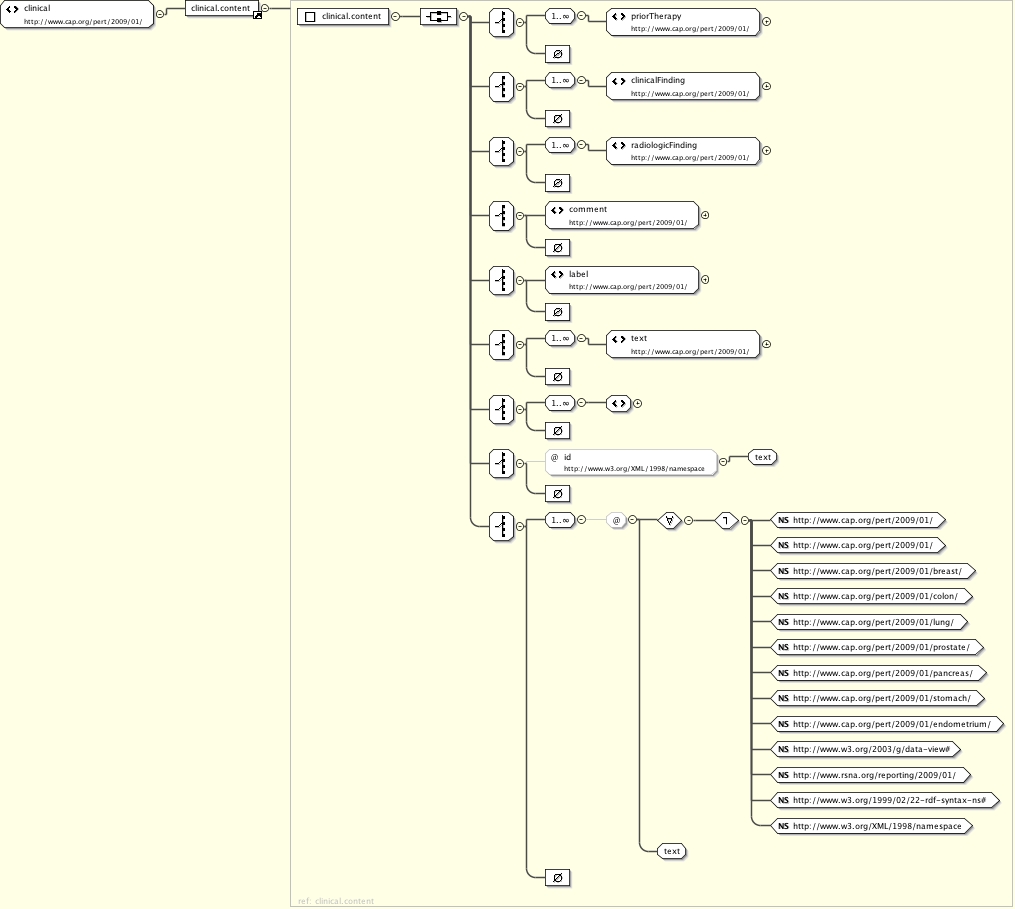 clinical
http://www.cap.org/pert/2009/01/
clinical.content
clinical.content
1..∞
priorTherapy
http://www.cap.org/pert/2009/01/
1..∞
clinicalFinding
http://www.cap.org/pert/2009/01/
1..∞
radiologicFinding
http://www.cap.org/pert/2009/01/
comment
http://www.cap.org/pert/2009/01/
label
http://www.cap.org/pert/2009/01/
1..∞
text
http://www.cap.org/pert/2009/01/
1..∞
@ id
http://www.w3.org/XML/1998/namespace
text
1..∞
@
NS http://www.cap.org/pert/2009/01/
NS http://www.cap.org/pert/2009/01/
NS http://www.cap.org/pert/2009/01/breast/
NS http://www.cap.org/pert/2009/01/colon/
NS http://www.cap.org/pert/2009/01/lung/
NS http://www.cap.org/pert/2009/01/prostate/
NS http://www.cap.org/pert/2009/01/pancreas/
NS http://www.cap.org/pert/2009/01/stomach/
NS http://www.cap.org/pert/2009/01/endometrium/
NS http://www.w3.org/2003/g/data-view#
NS http://www.rsna.org/reporting/2009/01/
NS http://www.w3.org/1999/02/22-rdf-syntax-ns#
NS http://www.w3.org/XML/1998/namespace
text
ref: clinical.content